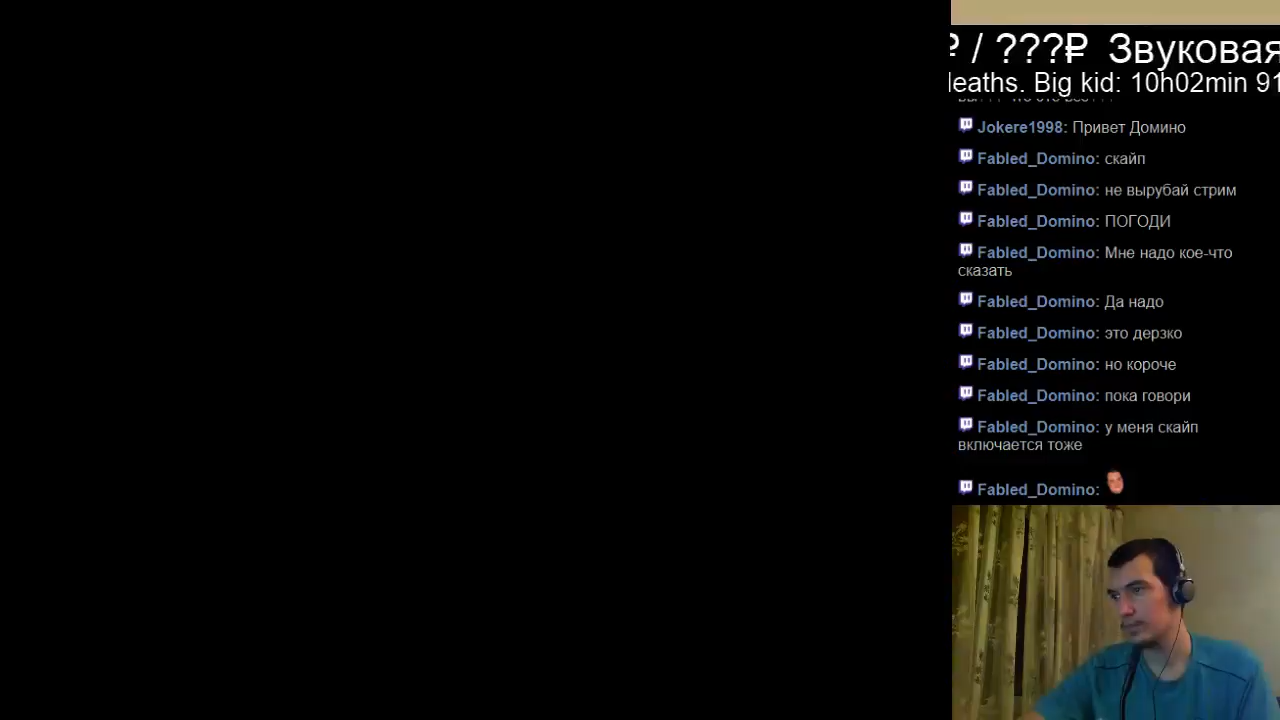 / ???₽ Звуковая
deaths. Big kid: 10h02min 91
Jokere1998: Привет Домино
Fabled_Domino: скайп
Fabled_Domino: не вырубай стрим
Fabled_Domino: ПОГОДИ
Fabled_Domino: Мне надо кое-что
сказать
Fabled_Domino: Да надо
Fabled_Domino: это дерзко
Fabled_Domino: но короче
Fabled_Domino: пока говори
Fabled_Domino: у меня скайп
включается тоже
Fabled_Domino: